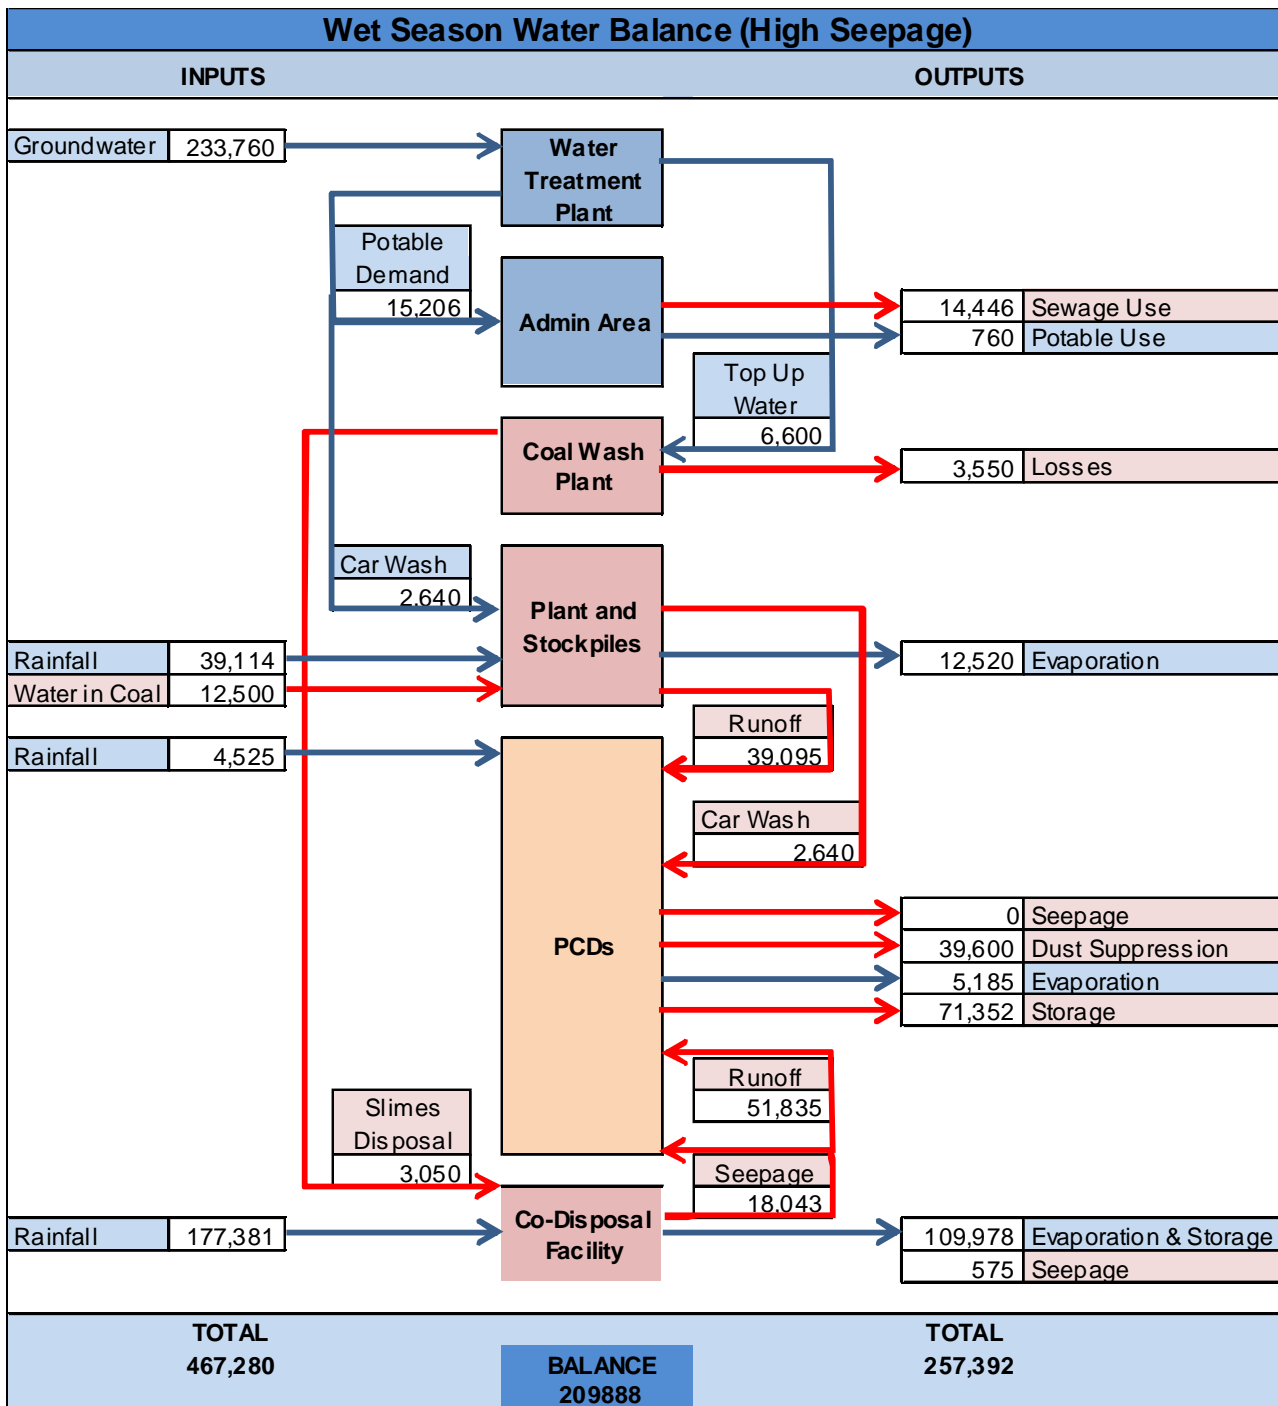 Wet Season Water Balance (High Seepage)
INPUTS
OUTPUTS
Groundwater 233,760
Water
Treatment
Plant
Potable
Demand
15,206
Admin Area
14,446 Sewage Use
760 Potable Use
Top Up
Water
6,600
Coal Wash
Plant
3,550 Losses
Car Wash
2,640
Plant and
Stockpiles
Rainfall 39,114
12,520 Evaporation
Water in Coal 12,500
Runoff
39,095
Rainfall 4,525
Car Wash
2,640
PCDs
0 Seepage
39,600 Dust Suppression
5,185 Evaporation
71,352 Storage
Runoff
51,835
Slimes
Disposal
3,050
Seepage
18,043
Co-Disposal
Facility
Rainfall 177,381
109,978 Evaporation & Storage
575 Seepage
TOTAL
467,280
BALANCE
209888
TOTAL
257,392